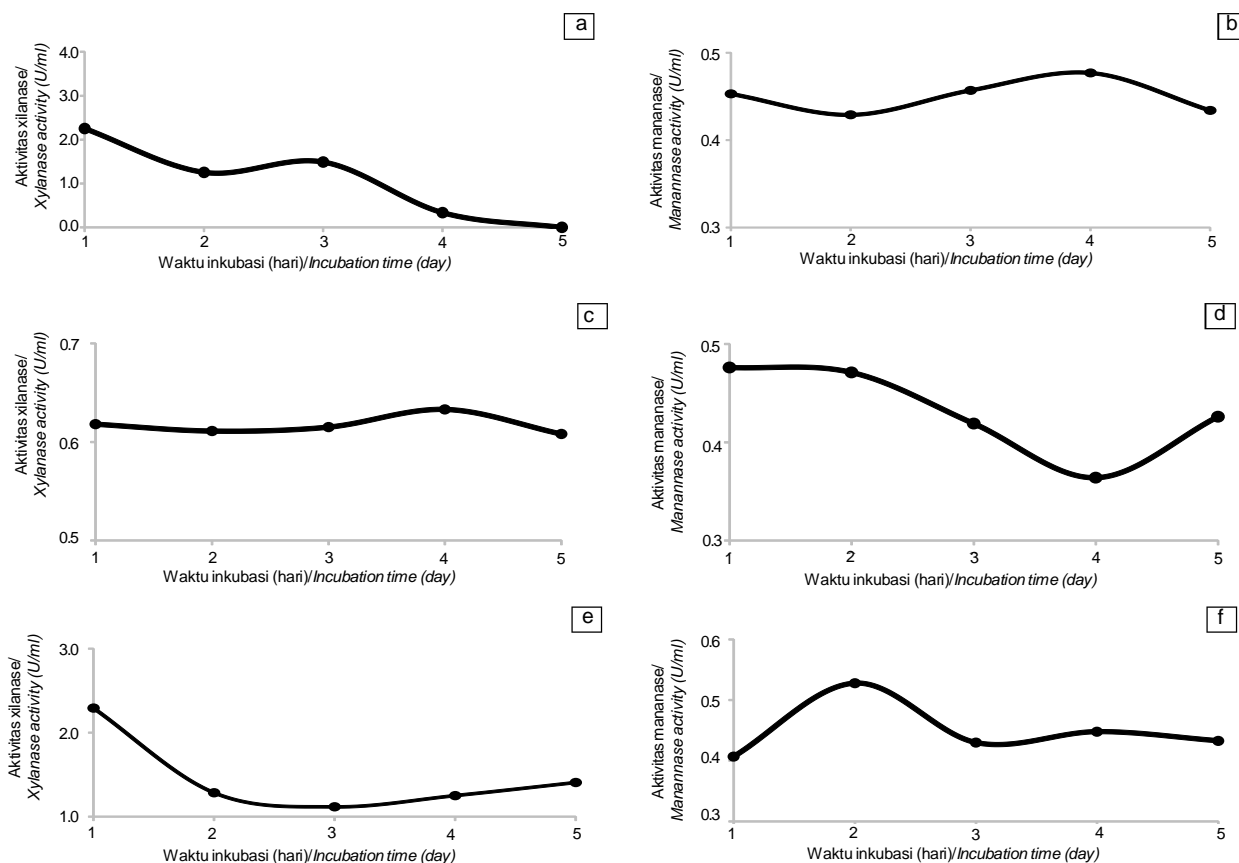 a
Aktivitas xilanase/
Xylanase activity (U/ml)
4.0
3.0
2.0
1.0
0.0
1 2 3 4 5
Waktu inkubasi (hari)/Incubation time (day)
b
Aktivitas mananase/
Manannase activity (U/ml)
0.5
0.4
0.3
1 2 3 4 5
Waktu inkubasi (hari)/Incubation time (day)
c
Aktivitas xilanase/
Xylanase activity (U/ml)
0.7
0.6
0.5
1 2 3 4 5
Waktu inkubasi (hari)/Incubation time (day)
d
Aktivitas mananase/
Manannase activity (U/ml)
0.5
0.4
0.3
1 2 3 4 5
Waktu inkubasi (hari)/Incubation time (day)
e
Aktivitas xilanase/
Xylanase activity (U/ml)
3.0
2.0
1.0
1 2 3 4 5
Waktu inkubasi (hari)/Incubation time (day)
f
Aktivitas mananase/
Manannase activity (U/ml)
0.6
0.5
0.4
0.3
1 2 3 4 5
Waktu inkubasi (hari)/Incubation time (day)